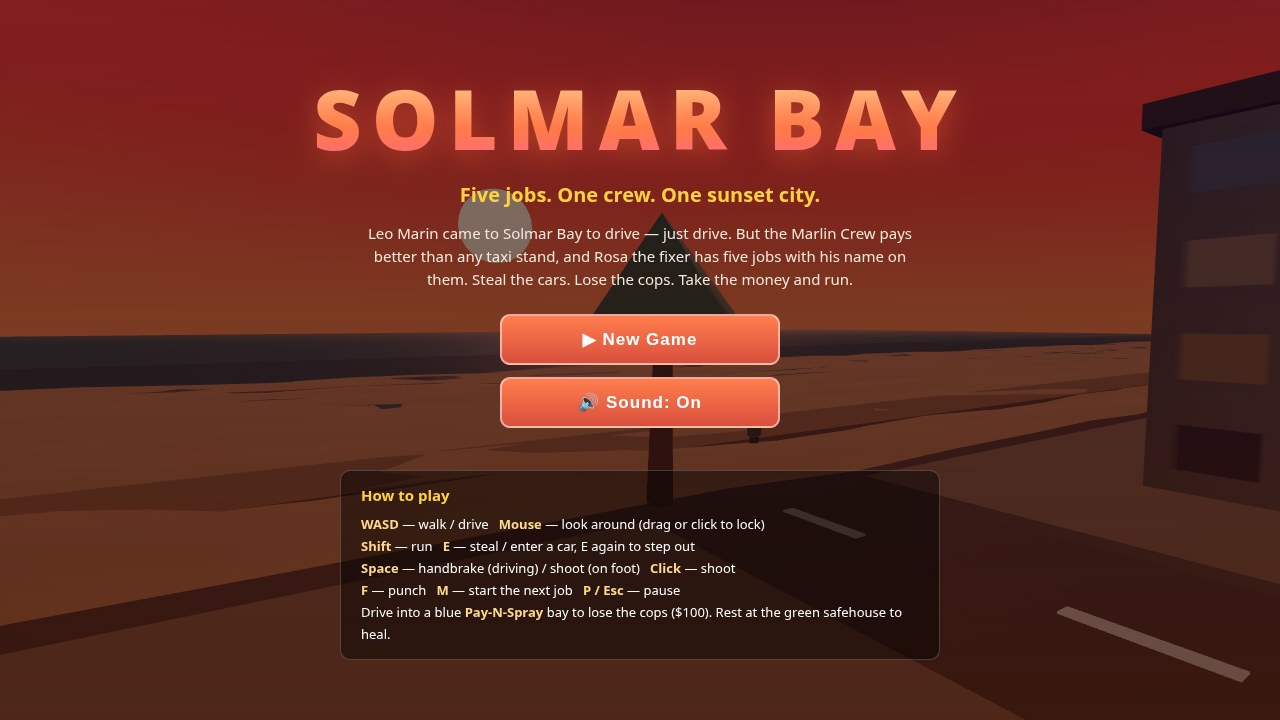 SOLMAR BAY
Five jobs. One crew. One sunset city.
Leo Marin came to Solmar Bay to drive — just drive. But the Marlin Crew pays
better than any taxi stand, and Rosa the fixer has five jobs with his name on
them. Steal the cars. Lose the cops. Take the money and run.
▶ New Game
🔊 Sound: On
How to play
WASD — walk / drive Mouse — look around (drag or click to lock)
Shift — run E — steal / enter a car, E again to step out
Space — handbrake (driving) / shoot (on foot) Click — shoot
F — punch M — start the next job P / Esc — pause
Drive into a blue Pay-N-Spray bay to lose the cops ($100). Rest at the green safehouse to
heal.